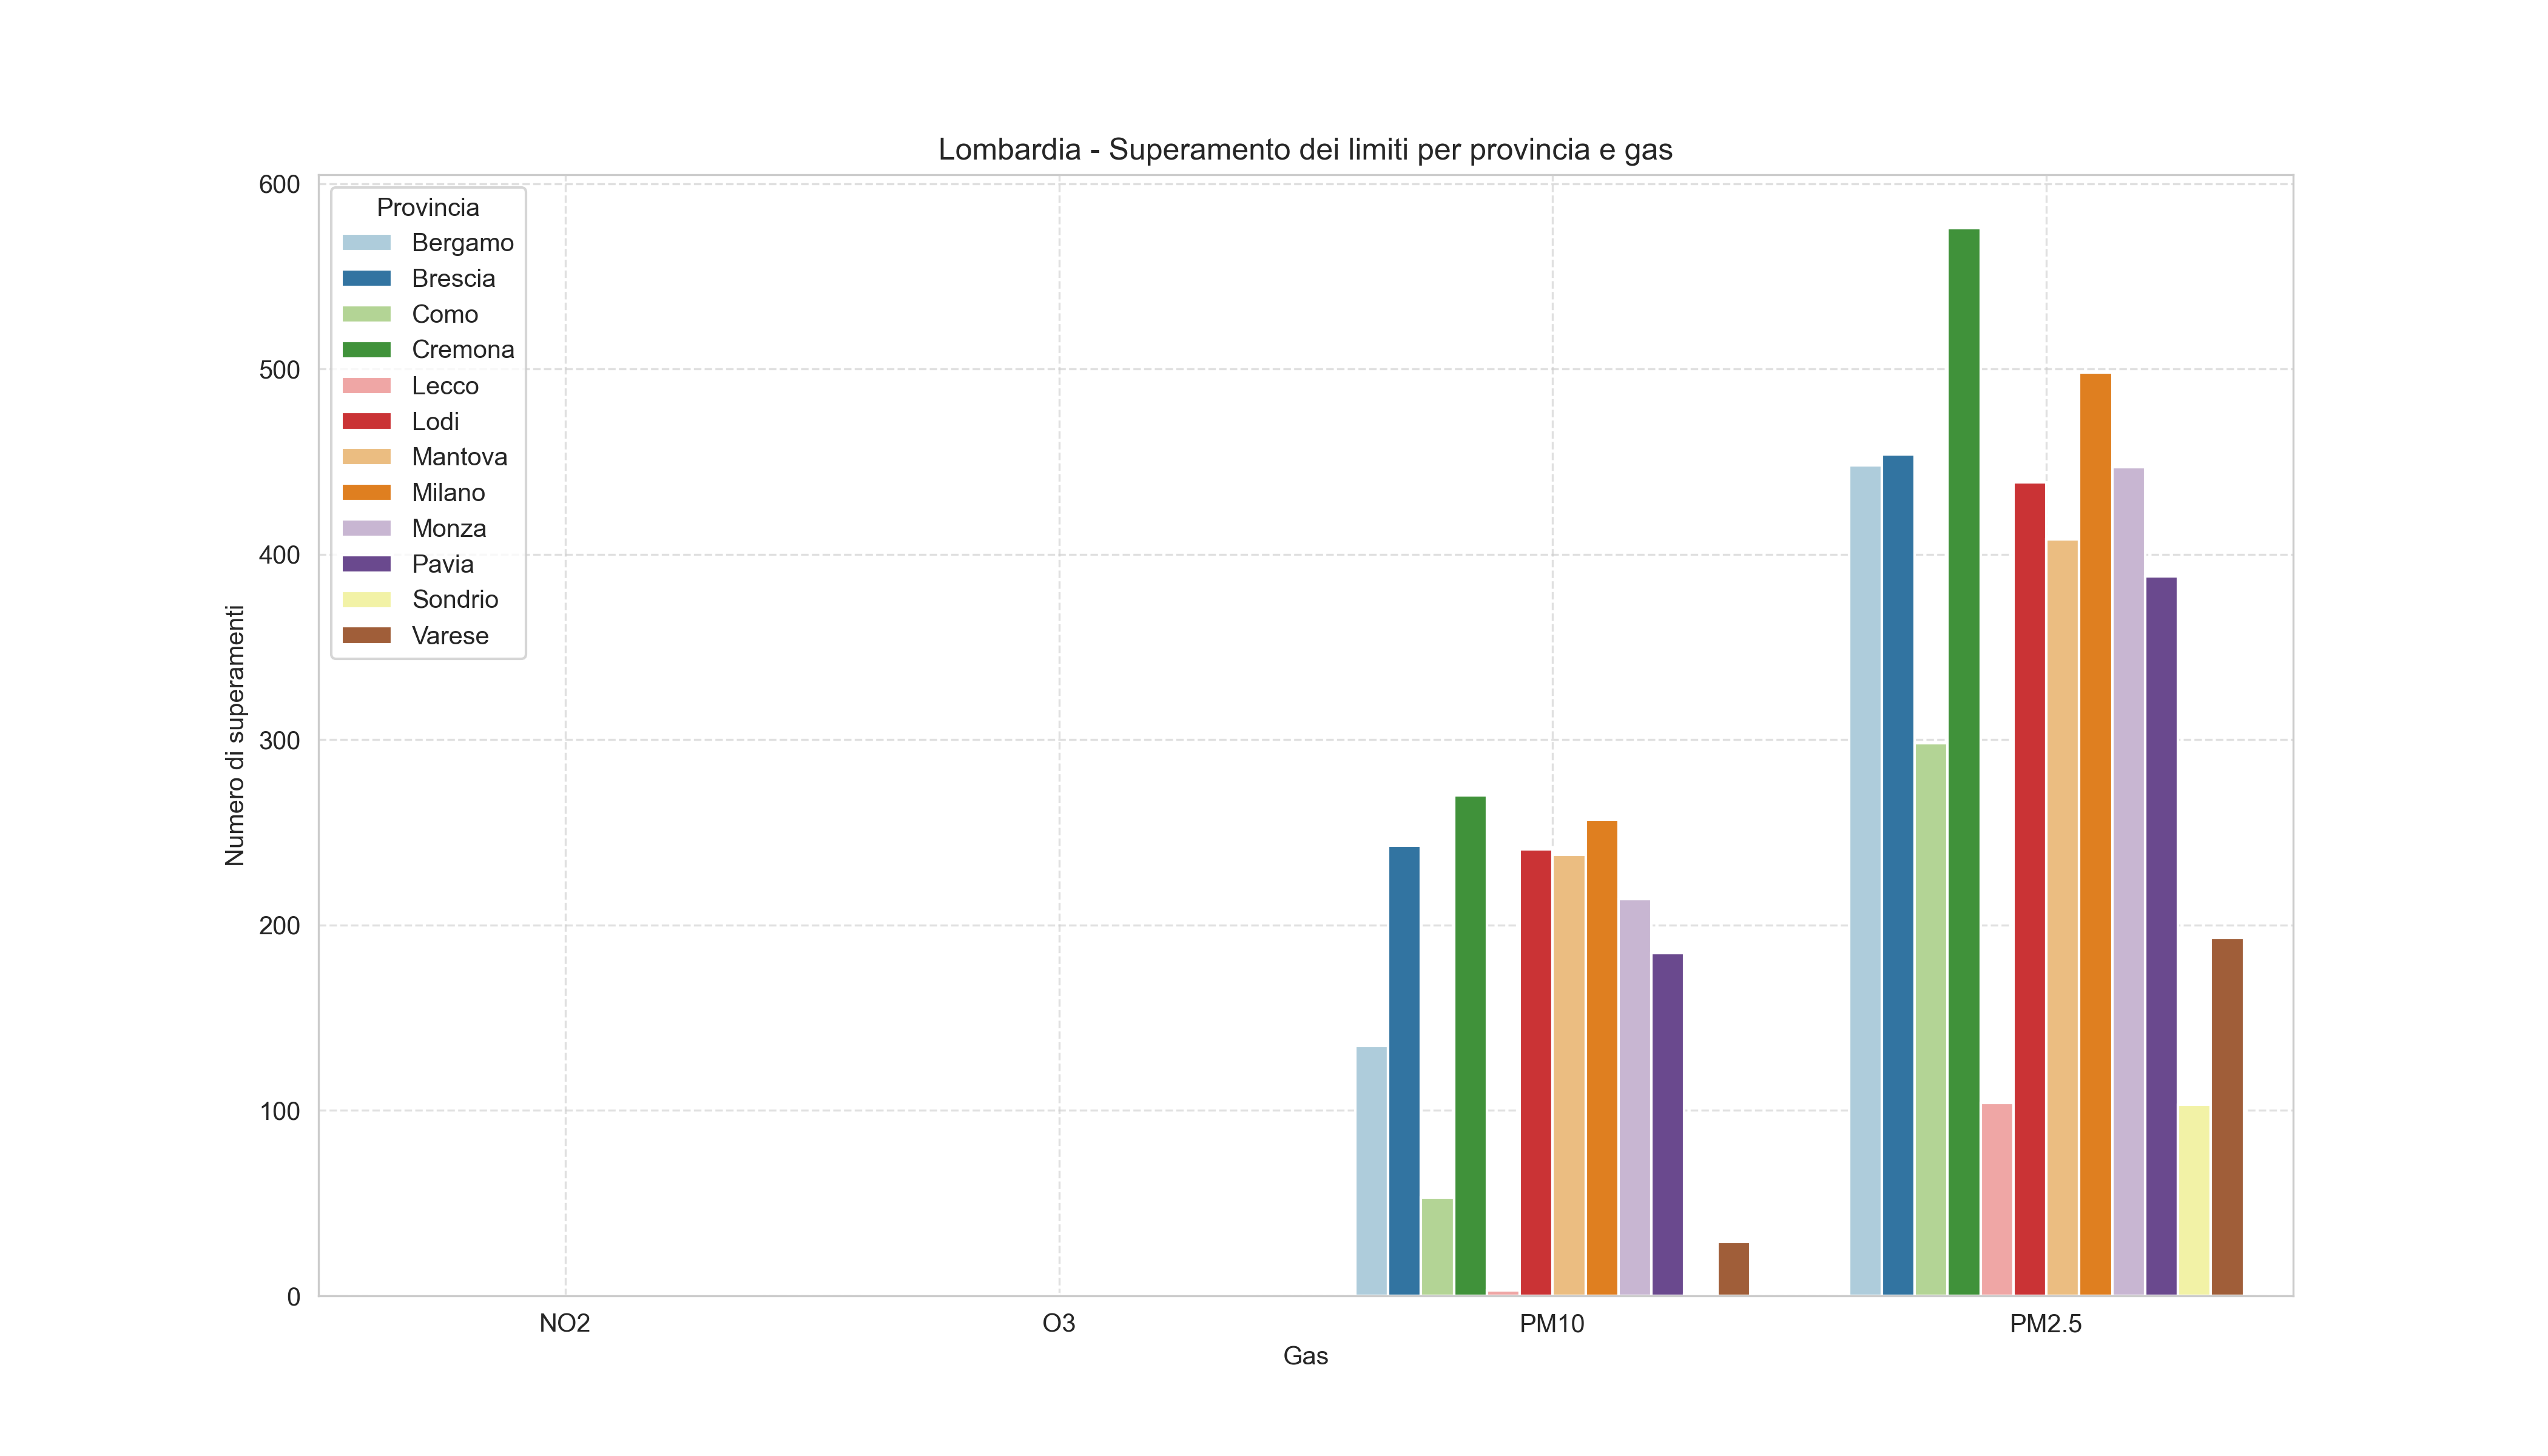 Lombardia - Superamento dei limiti per provincia e gas
600
500
400
300
200
100
0
Numero di superamenti
Provincia
Bergamo
Brescia
Como
Cremona
Lecco
Lodi
Mantova
Milano
Monza
Pavia
Sondrio
Varese
NO2
O3
PM10
PM2.5
Gas